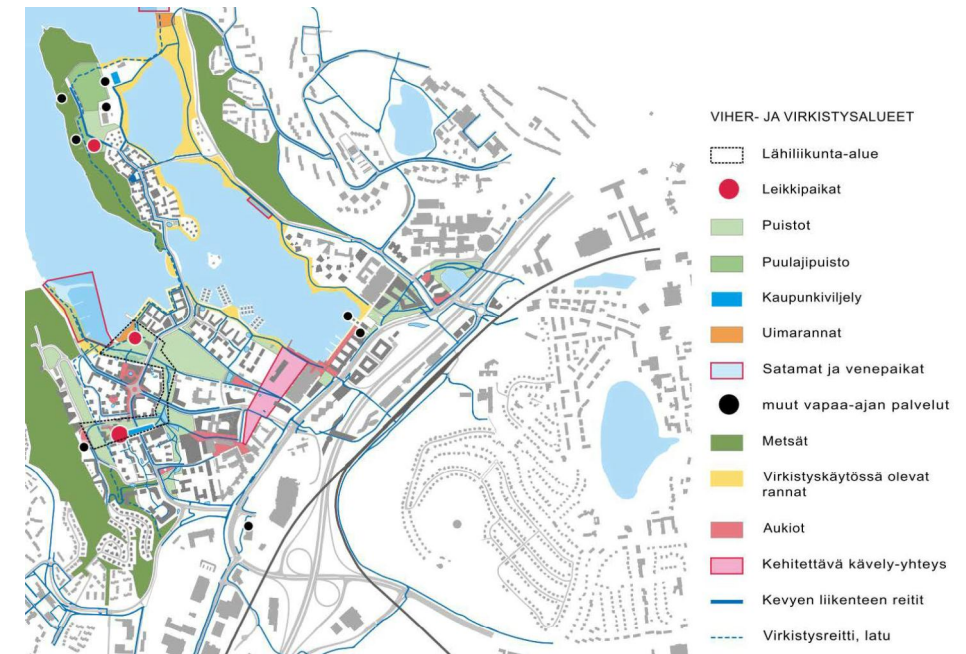 VIHER- JA VIRKISTYSALUEET
Lähiliikunta-alue
Leikkipaikat
Puistot
Puulajipuisto
Kaupunkiviljely
Uimarannat
Satamat ja venepaikat
muut vapaa-ajan palvelut
Metsät
Virkistyskäytössä olevat
rannat
Aukiot
Kehitettävä kävely-yhteys
Kevyen liikenteen reitit
Virkistysreitti, latu